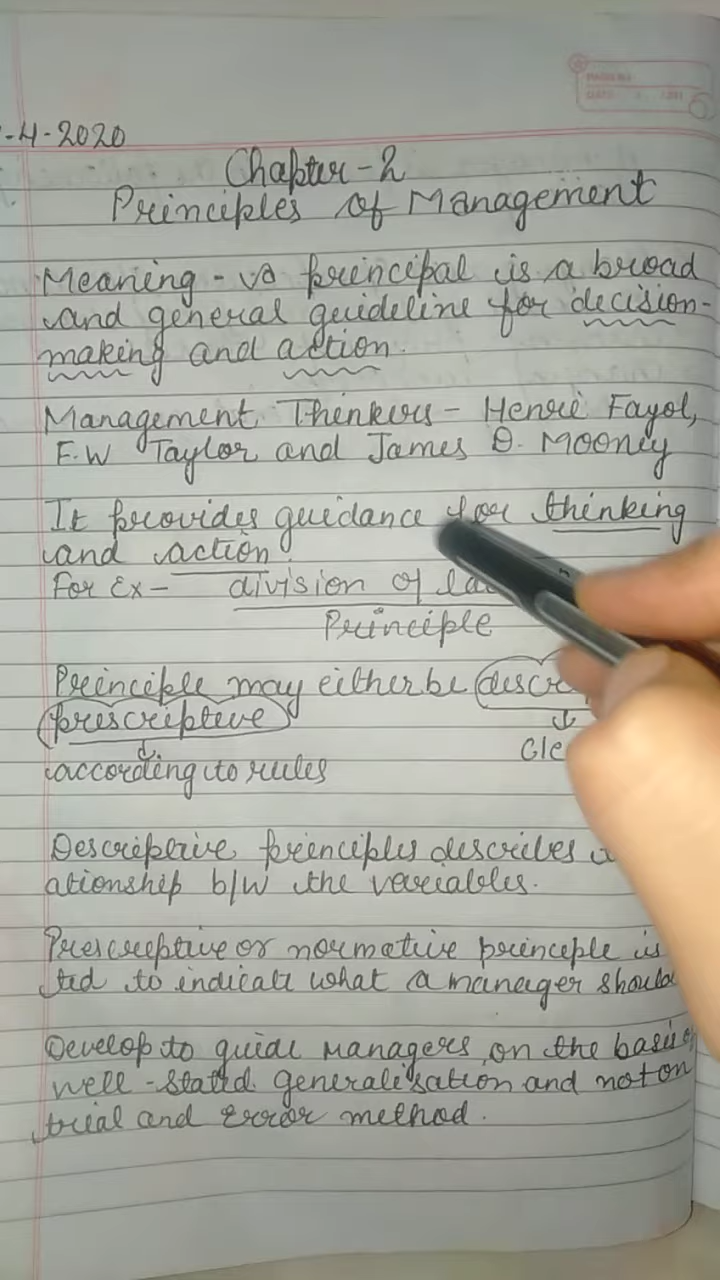 -4-2020
Chapter-2
Principles of Management
Meaning - A principal is a broad
and general guideline for decision-
making and action.
Management Thinkers - Henri Fayol,
F.W Taylor and James D. Mooney
It provides guidance for thinking
and action.
For Ex - division of
Principle
Principle may either be
prescriptive
according to rules
Descriptive principles describes
ationship b/w the variables.
Prescriptive or normative principle is
ted to indicate what a manager should
Develop to guide managers on the basis of
well-stated generalisation and not on
trial and error method.